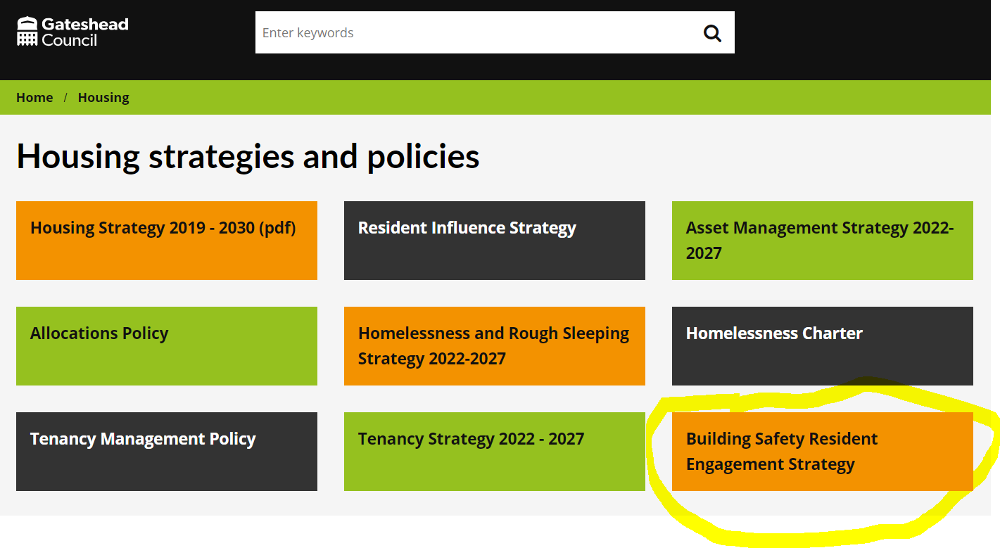 Gateshead
Council
Enter keywords
Home / Housing
Housing strategies and policies
Housing Strategy 2019 - 2030 (pdf)
Resident Influence Strategy
Asset Management Strategy 2022-
2027
Allocations Policy
Homelessness and Rough Sleeping
Strategy 2022-2027
Homelessness Charter
Tenancy Management Policy
Tenancy Strategy 2022 - 2027
Building Safety Resident
Engagement Strategy